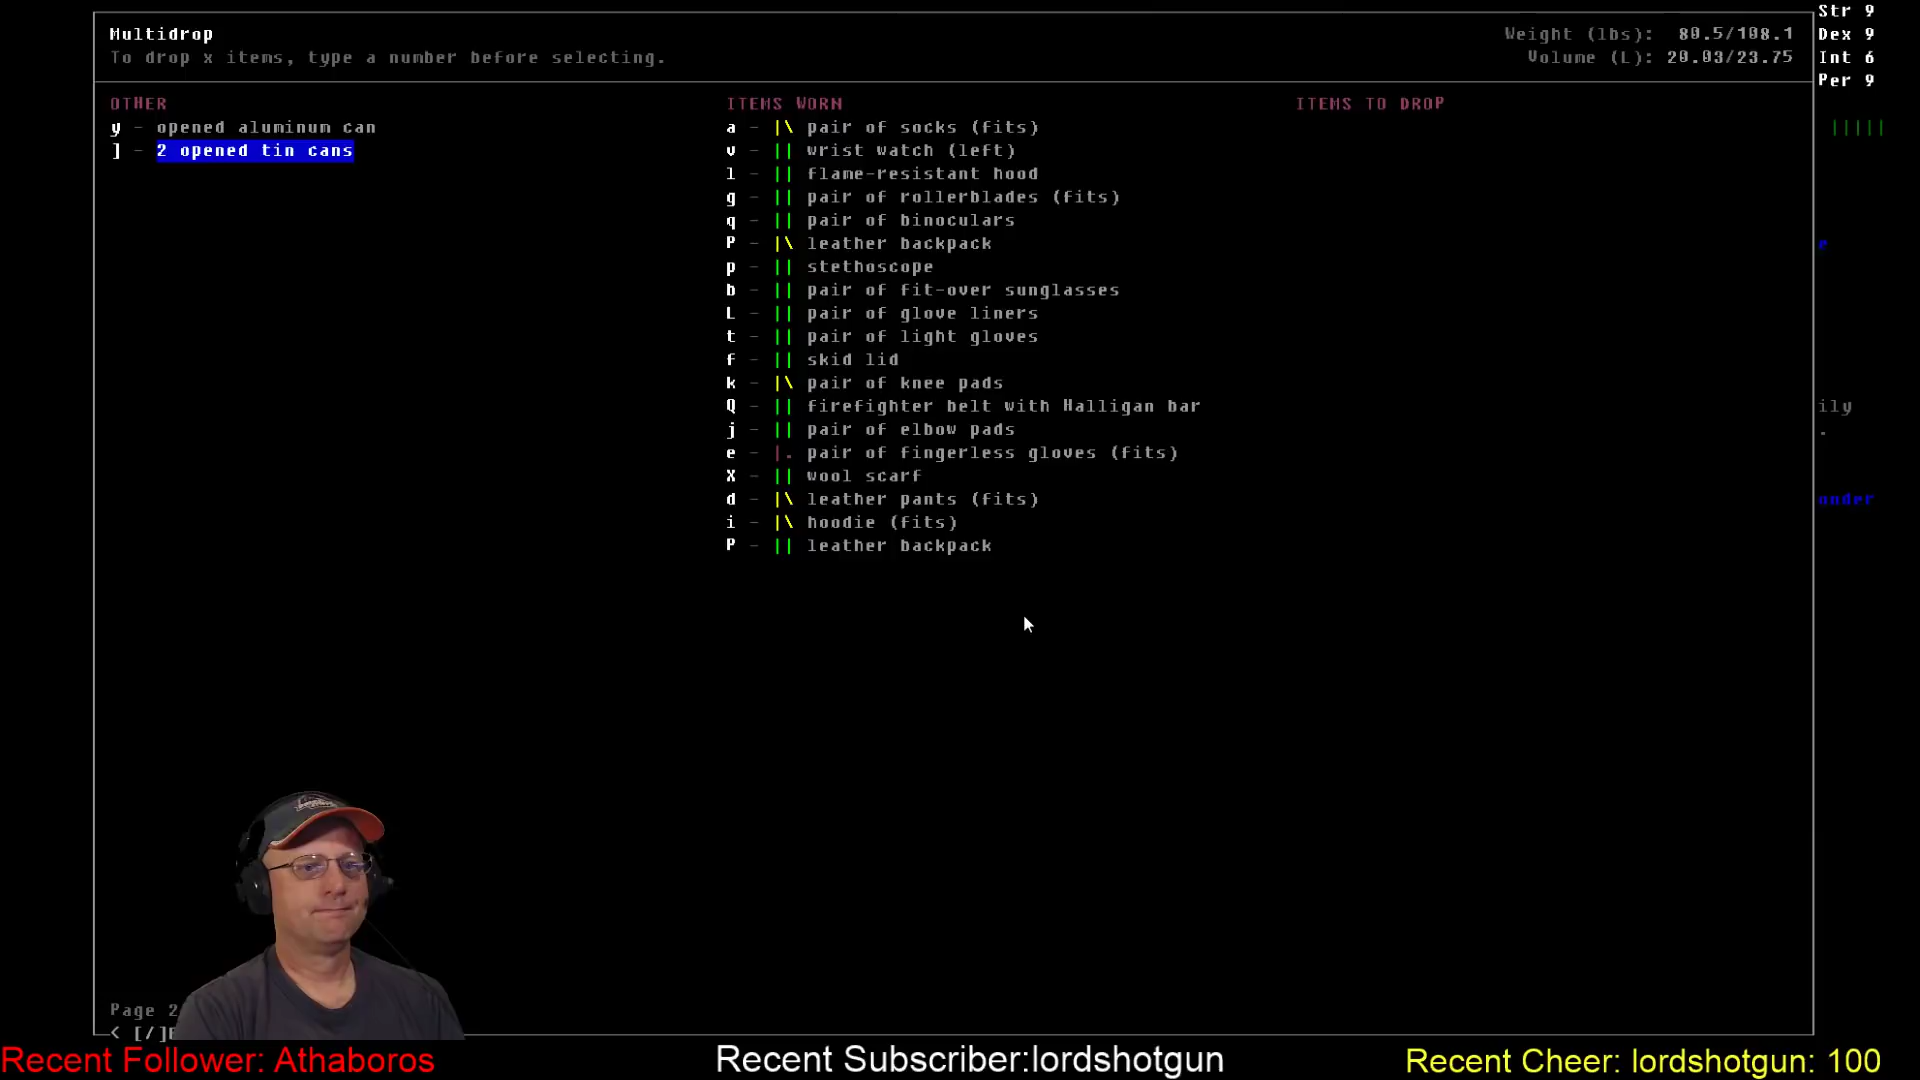 Multidrop
To drop x items, type a number before selecting.
Weight (lbs): 80.5/108.1
Volume (L): 20.03/23.75
Str 9
Dex 9
Int 6
Per 9
OTHER
y - opened aluminum can
] - 2 opened tin cans
ITEMS WORN
a - |\ pair of socks (fits)
v - || wrist watch (left)
l - || flame-resistant hood
g - || pair of rollerblades (fits)
q - || pair of binoculars
P - |\ leather backpack
p - || stethoscope
b - || pair of fit-over sunglasses
L - || pair of glove liners
t - || pair of light gloves
f - || skid lid
k - |\ pair of knee pads
Q - || firefighter belt with Halligan bar
j - || pair of elbow pads
e - |. pair of fingerless gloves (fits)
X - || wool scarf
d - |\ leather pants (fits)
i - |\ hoodie (fits)
P - || leather backpack
ITEMS TO DROP
|||||
ily
.
under
Page 2
< [/]
Recent Follower: Athaboros
Recent Subscriber:lordshotgun
Recent Cheer: lordshotgun: 100